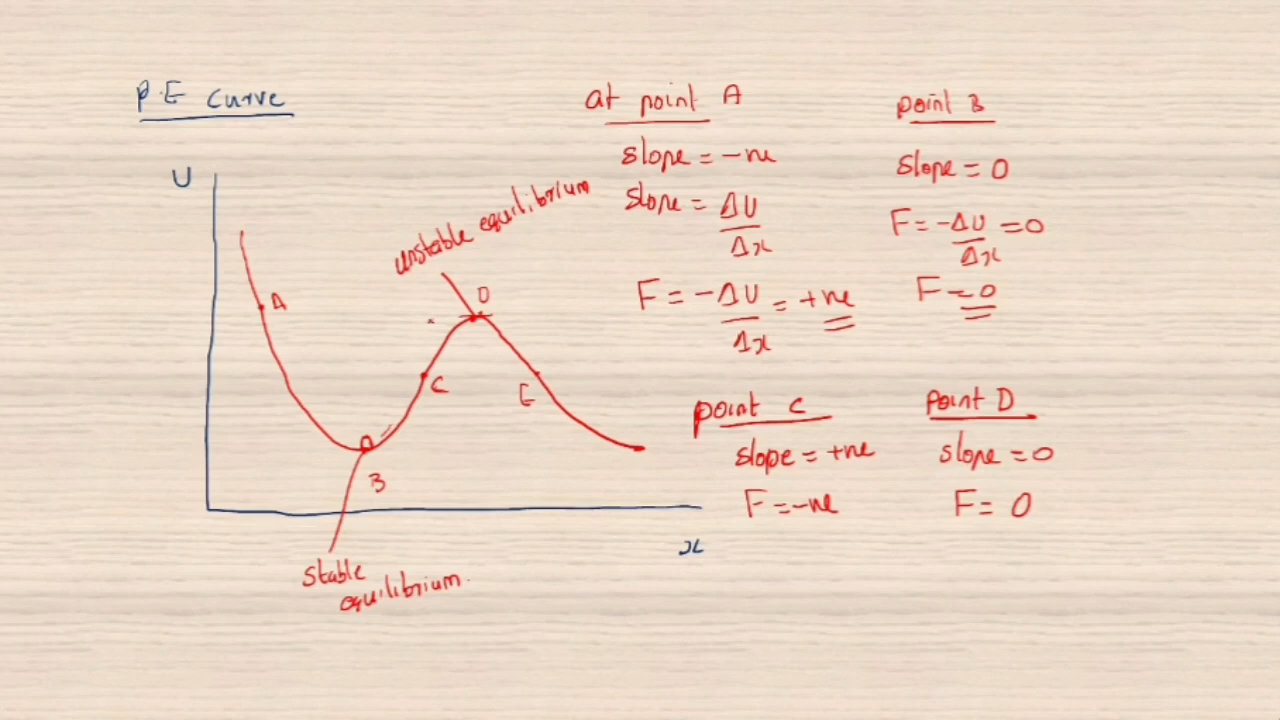 P.E curve
U
A
B
C
D
E
x
unstable equilibrium
stable
equilibrium
at point A
slope = -ve
slope = ΔU
Δx
F = -ΔU = +ve
Δx
point B
slope = 0
F = -ΔU = 0
Δx
F = 0
point C
slope = +ve
F = -ve
point D
slope = 0
F = 0